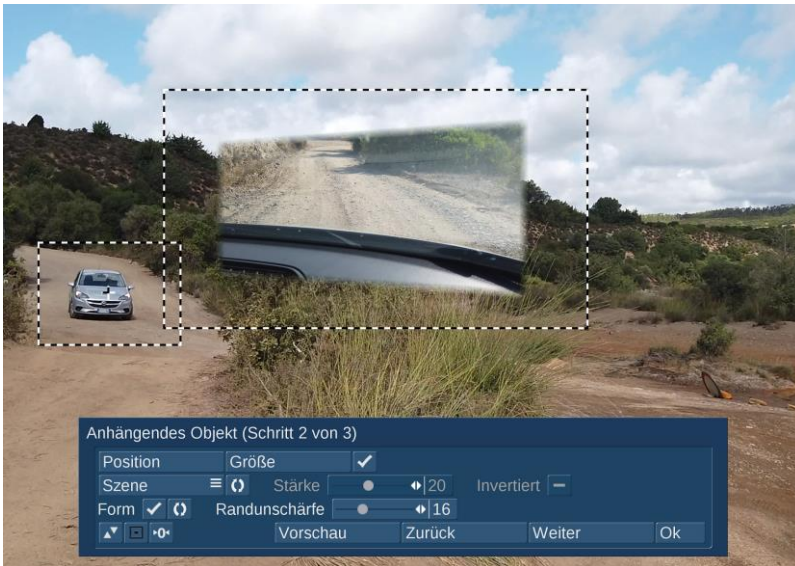 Anhängendes Objekt (Schritt 2 von 3)
Position Größe
Szene Stärke 20 Invertiert
Form Randunschärfe 16
0 Vorschau Zurück Weiter Ok